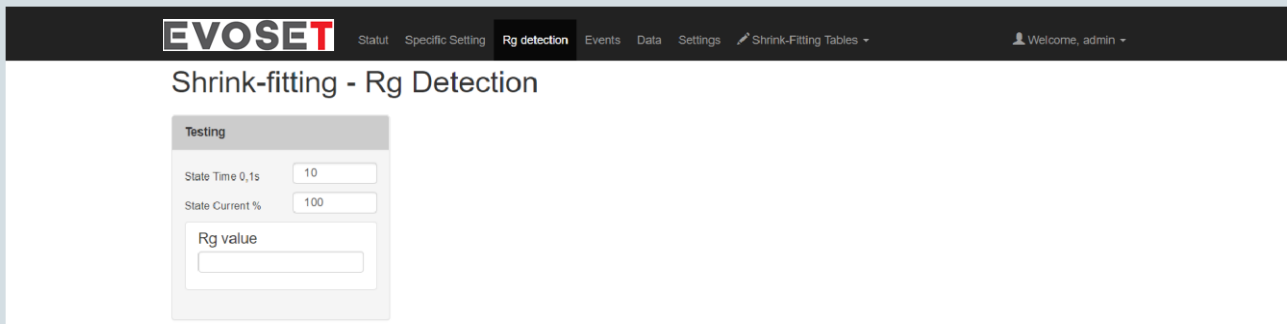 EVOSET Statut Specific Setting Rg detection Events Data Settings Shrink-Fitting Tables Welcome, admin
Shrink-fitting - Rg Detection
Testing
State Time 0,1s 10
State Current % 100
Rg value